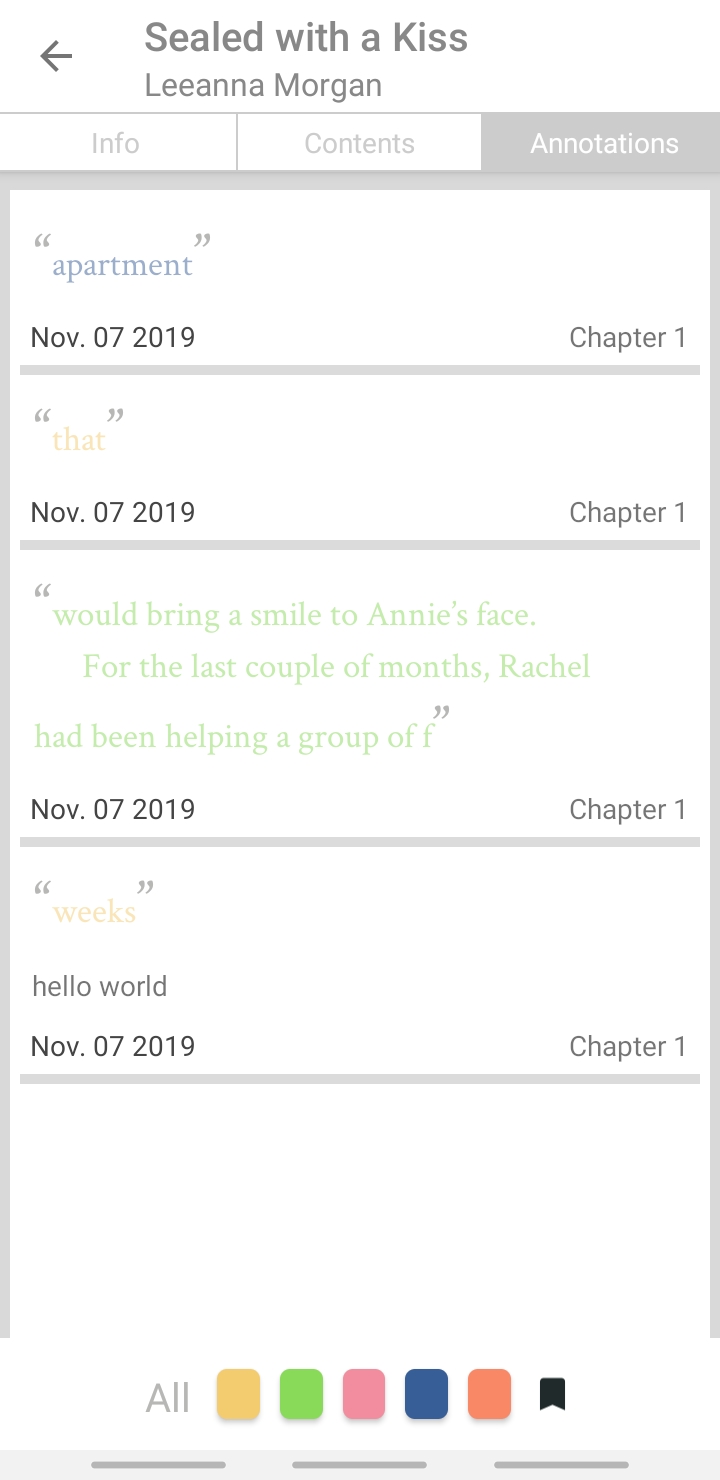 Sealed with a Kiss
Leeanna Morgan
Info Contents Annotations
“apartment”
Nov. 07 2019 Chapter 1
“that”
Nov. 07 2019 Chapter 1
“would bring a smile to Annie’s face.
For the last couple of months, Rachel
had been helping a group of f”
Nov. 07 2019 Chapter 1
“weeks”
hello world
Nov. 07 2019 Chapter 1
All